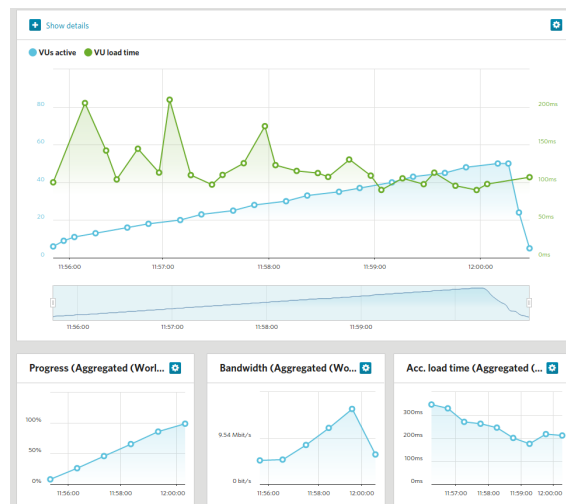 Show details
VUs active VU load time
80 200ms
60 150ms
40 100ms
20 50ms
0 0ms
11:56:00 11:57:00 11:58:00 11:59:00 12:00:00
11:56:00 11:57:00 11:58:00 11:59:00
Progress (Aggregated (Worl...
100%
50%
0%
11:56:00 11:58:00 12:00:00
Bandwidth (Aggregated (Wo...
9.54 Mbit/s
0 bit/s
11:56:00 11:58:00 12:00:00
Acc. load time (Aggregated (...
300ms
200ms
100ms
0ms
11:57:00 11:58:00 11:59:00 12:00:00